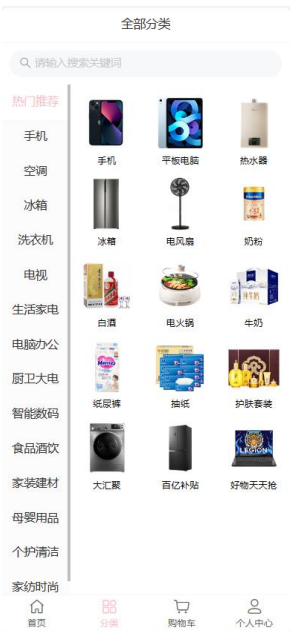 全部分类
请输入搜索关键词
热门推荐
手机
空调
冰箱
洗衣机
电视
生活家电
电脑办公
厨卫大电
智能数码
食品酒饮
家装建材
母婴用品
个护清洁
家纺时尚
手机
平板电脑
热水器
冰箱
电风扇
奶粉
白酒
电火锅
牛奶
纸尿裤
抽纸
护肤套装
大汇聚
百亿补贴
LEGION
好物天天抢
首页
分类
购物车
个人中心